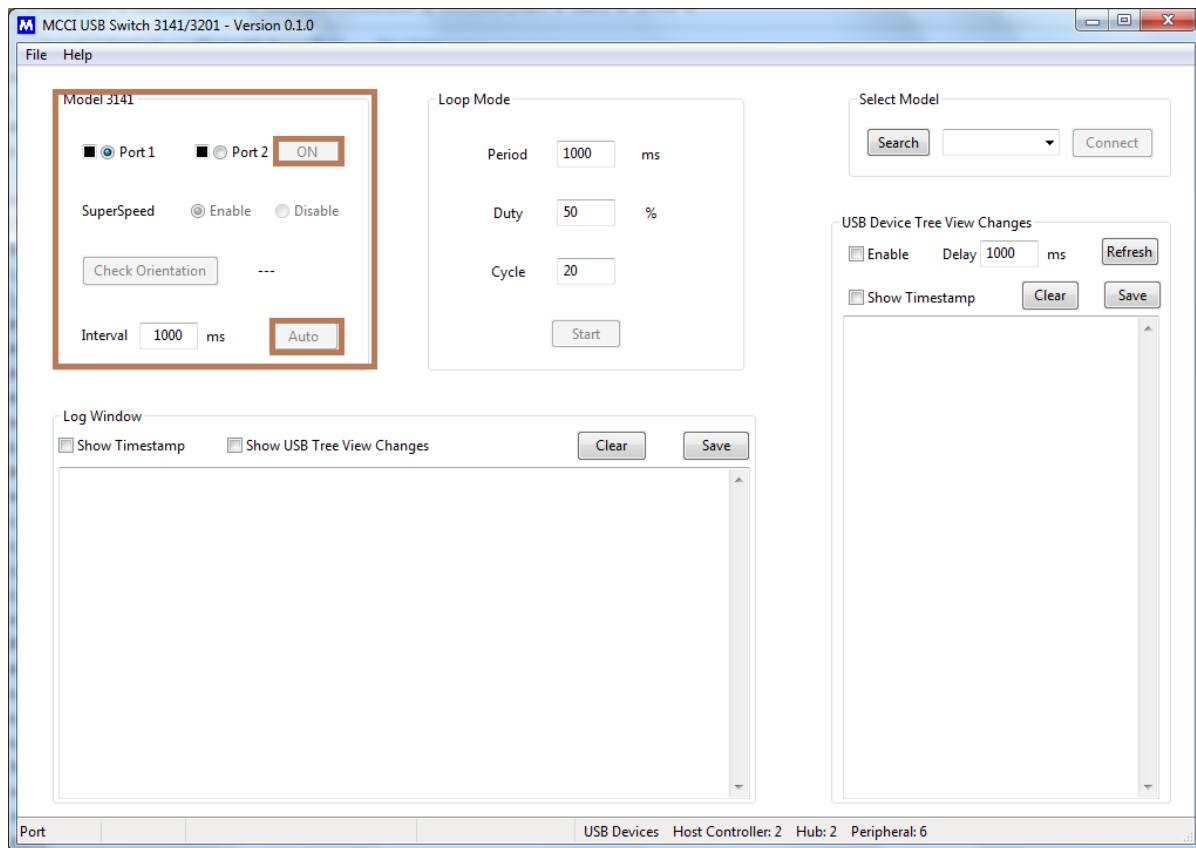 MCCI USB Switch 3141/3201 - Version 0.1.0
File Help
Model 3141
Port 1 Port 2 ON
SuperSpeed Enable Disable
Check Orientation ---
Interval 1000 ms Auto
Loop Mode
Period 1000 ms
Duty 50 %
Cycle 20
Start
Select Model
Search Connect
USB Device Tree View Changes
Enable Delay 1000 ms Refresh
Show Timestamp Clear Save
Log Window
Show Timestamp Show USB Tree View Changes Clear Save
Port USB Devices Host Controller: 2 Hub: 2 Peripheral: 6